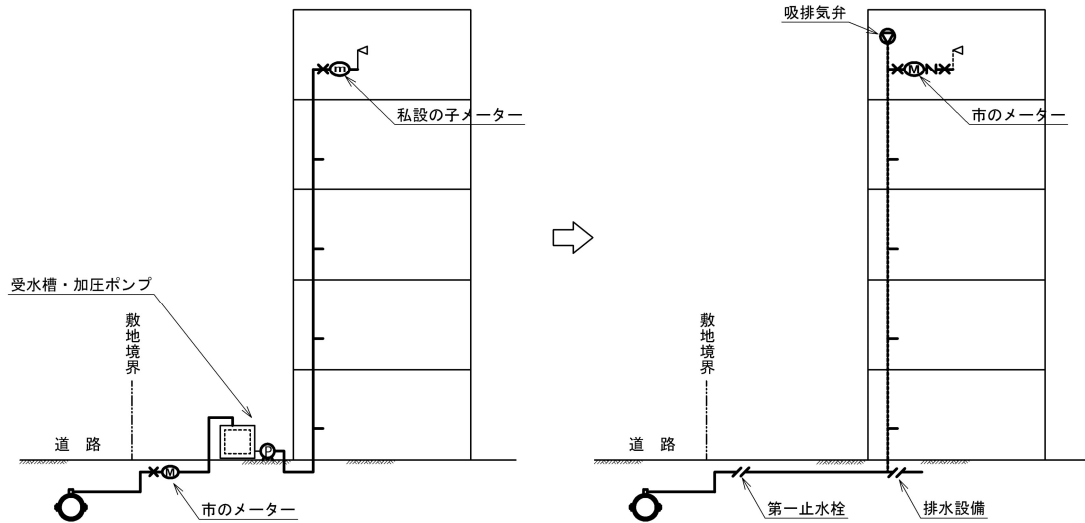 私設の子メーター
受水槽・加圧ポンプ
敷地境界
道 路
市のメーター
m
P
M
吸排気弁
市のメーター
敷地境界
道 路
第一止水栓
排水設備
M